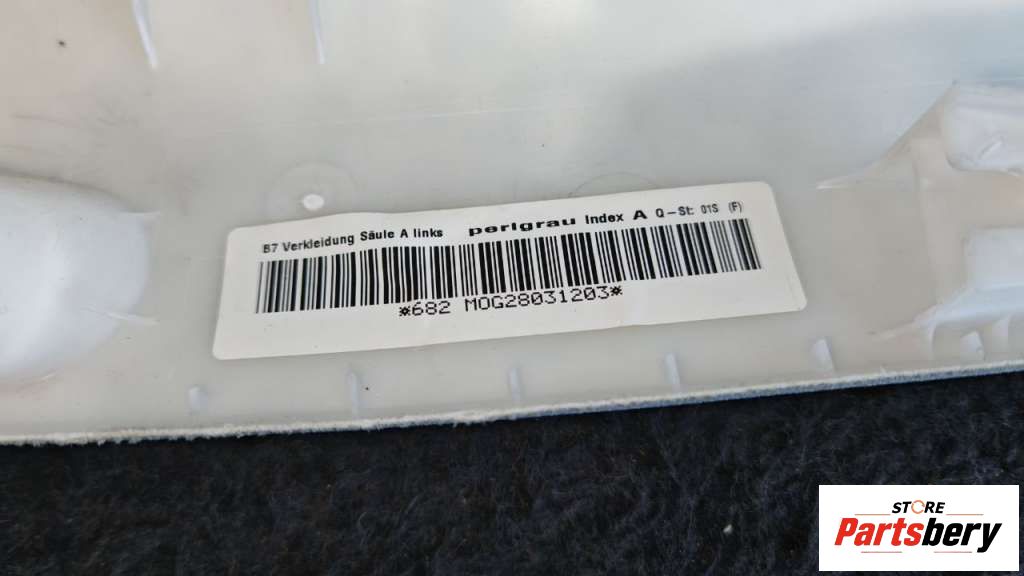 B7 Verkleidung Säule A links perlgrau Index A Q-St: 01S (F)
*682 MOG28031203*
STORE
Partsbery